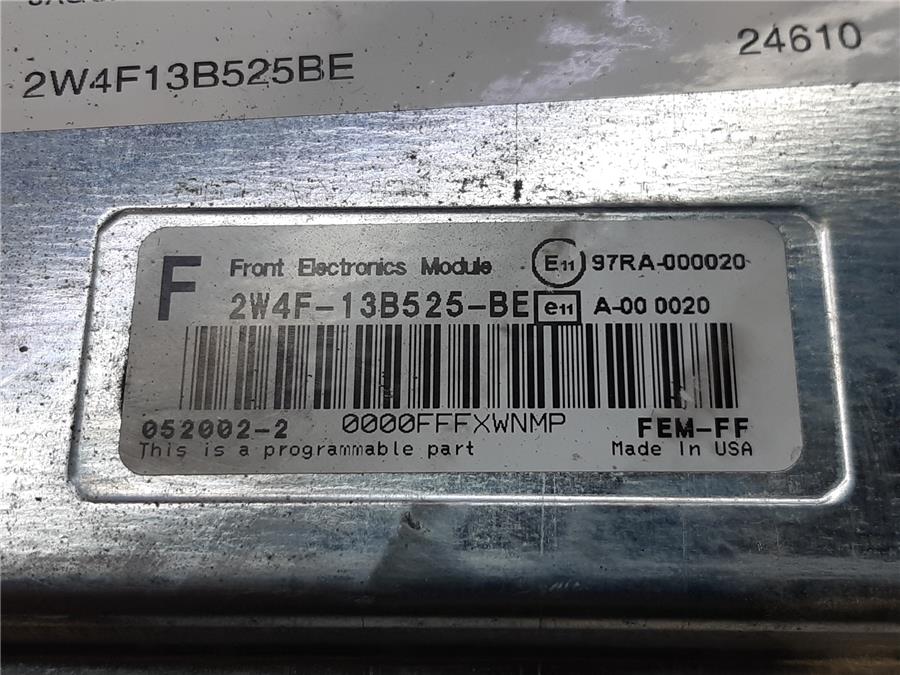 24610
2W4F13B525BE
F
Front Electronics Module
E11
97RA-000020
2W4F-13B525-BE
e11
A-00 0020
052002-2
0000FFFXWNMP
FEM-FF
This is a programmable part
Made In USA